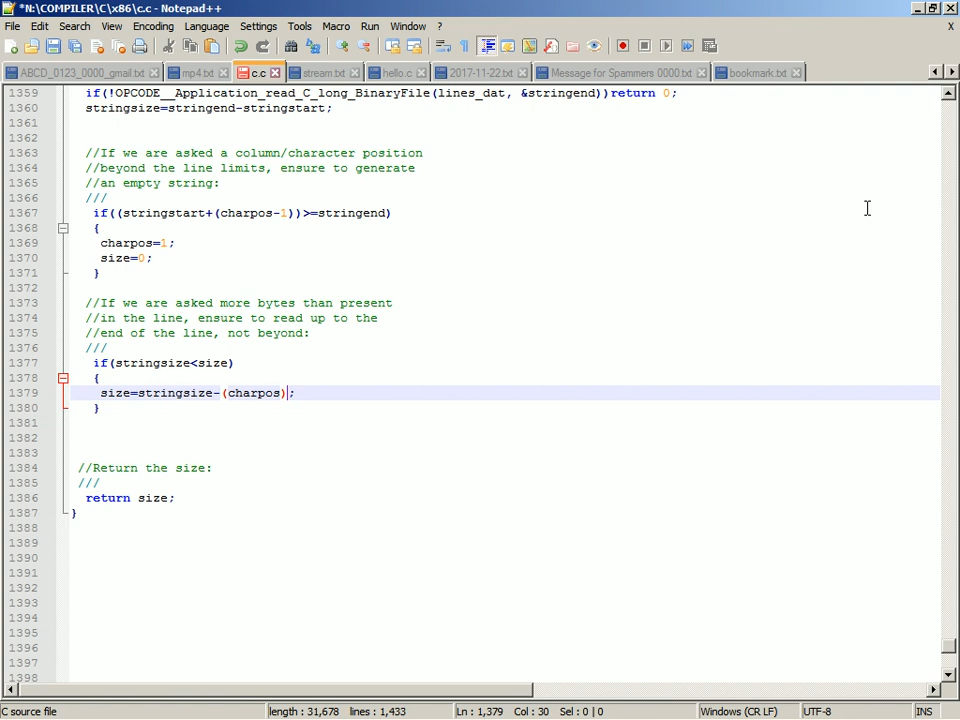 *N:\COMPILER\C\x86\c.c - Notepad++
File Edit Search View Encoding Language Settings Tools Macro Run Window ? X
ABCD_0123_0000_gmail.txt mp4.txt c.c stream.txt hello.c 2017-11-22.txt Message for Spammers 0000.txt bookmark.txt
1359 if(!OPCODE__Application_read_C_long_BinaryFile(lines_dat, &stringend))return 0;
1360 stringsize=stringend-stringstart;
1361
1362
1363 //If we are asked a column/character position
1364 //beyond the line limits, ensure to generate
1365 //an empty string:
1366 ///
1367 if((stringstart+(charpos-1))>=stringend)
1368 {
1369 charpos=1;
1370 size=0;
1371 }
1372
1373 //If we are asked more bytes than present
1374 //in the line, ensure to read up to the
1375 //end of the line, not beyond:
1376 ///
1377 if(stringsize<size)
1378 {
1379 size=stringsize-(charpos);
1380 }
1381
1382
1383
1384 //Return the size:
1385 ///
1386 return size;
1387 }
1388
1389
1390
1391
1392
1393
1394
1395
1396
1397
1398
C source file length : 31,678 lines : 1,433 Ln : 1,379 Col : 30 Sel : 0 | 0 Windows (CR LF) UTF-8 INS